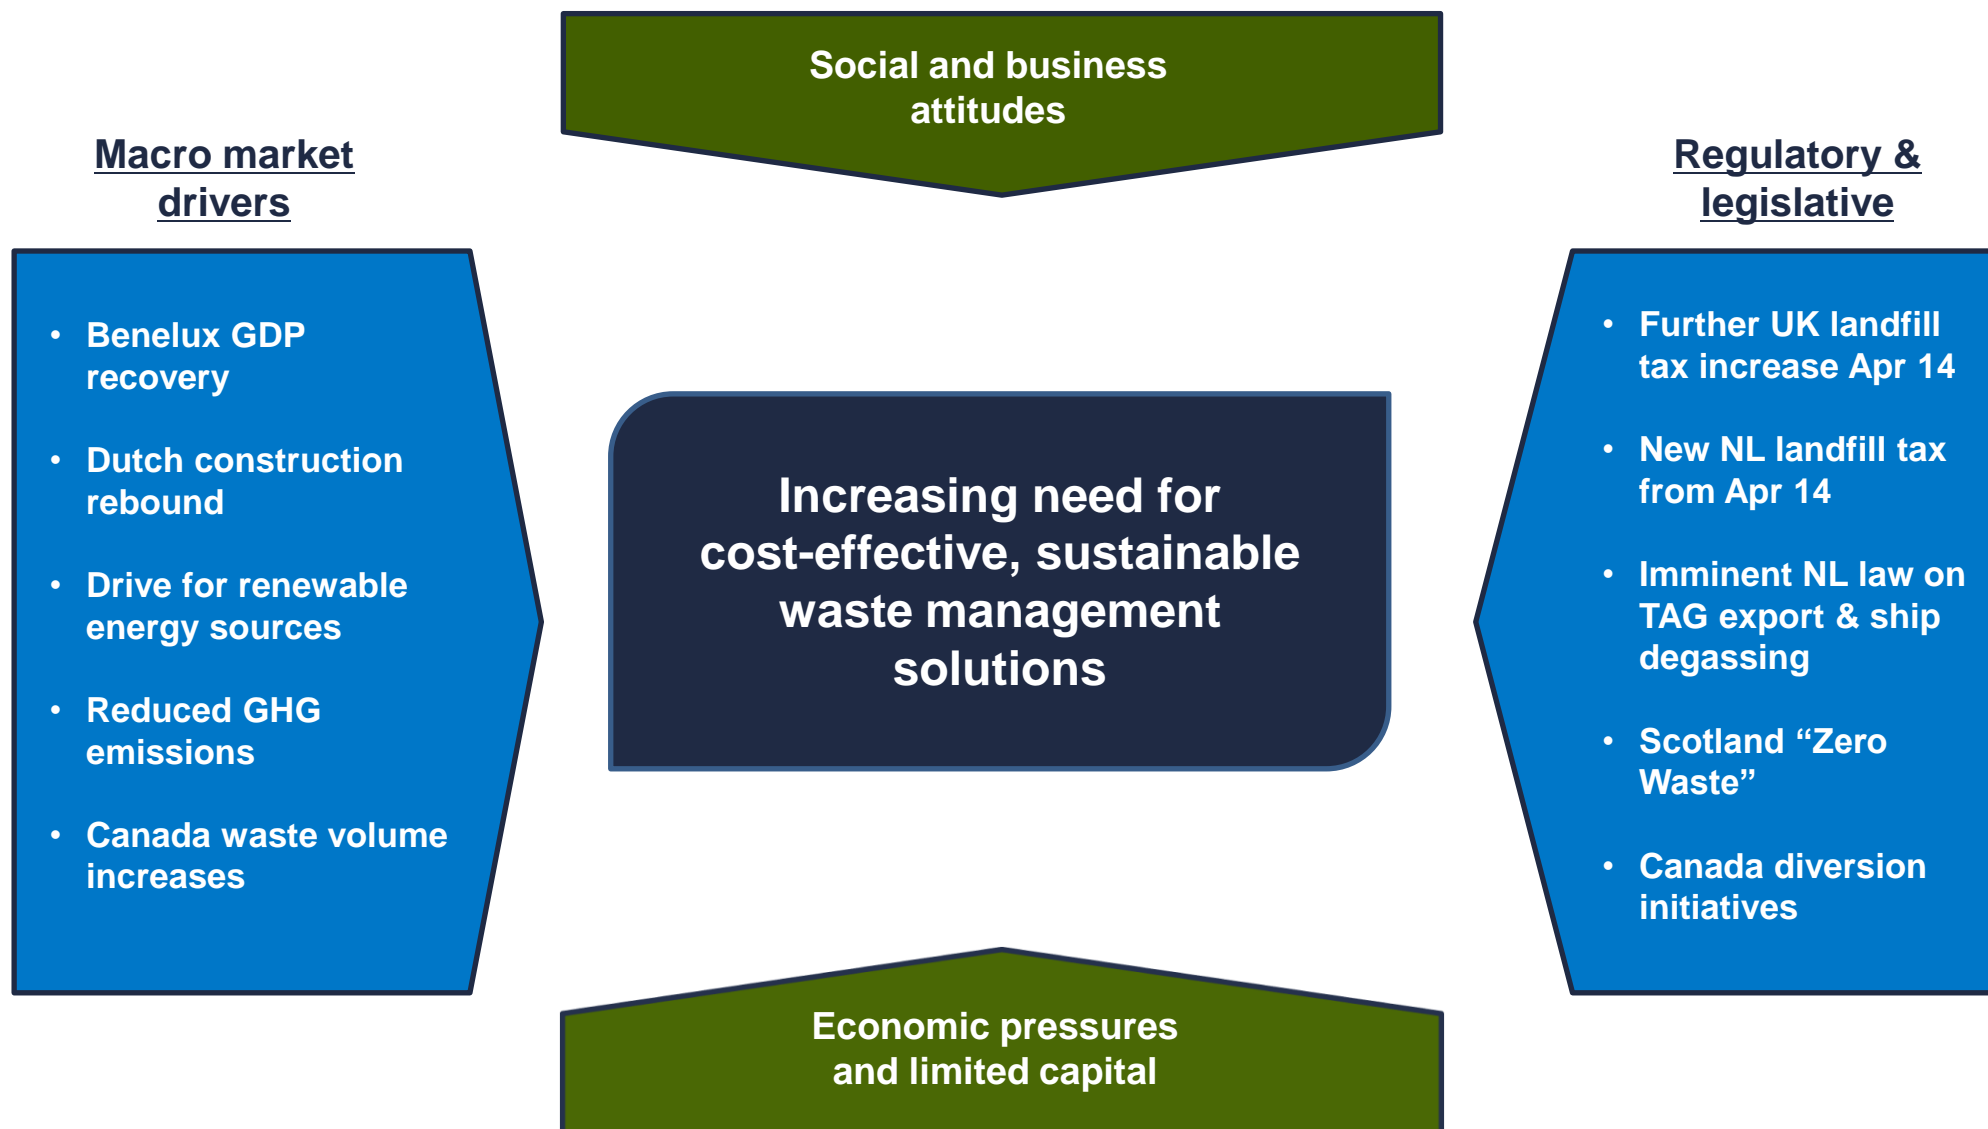 Social and business
attitudes
Macro market
drivers
• Benelux GDP
recovery
• Dutch construction
rebound
• Drive for renewable
energy sources
• Reduced GHG
emissions
• Canada waste volume
increases
Increasing need for
cost-effective, sustainable
waste management
solutions
Regulatory &
legislative
• Further UK landfill
tax increase Apr 14
• New NL landfill tax
from Apr 14
• Imminent NL law on
TAG export & ship
degassing
• Scotland “Zero
Waste”
• Canada diversion
initiatives
Economic pressures
and limited capital